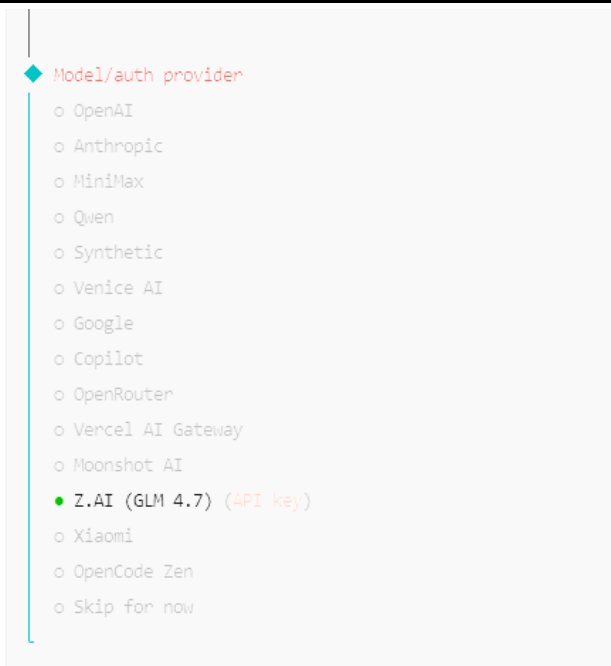 Model/auth provider
○ OpenAI
○ Anthropic
○ MiniMax
○ Qwen
○ Synthetic
○ Venice AI
○ Google
○ Copilot
○ OpenRouter
○ Vercel AI Gateway
○ Moonshot AI
● Z.AI (GLM 4.7) (API key)
○ Xiaomi
○ OpenCode Zen
○ Skip for now